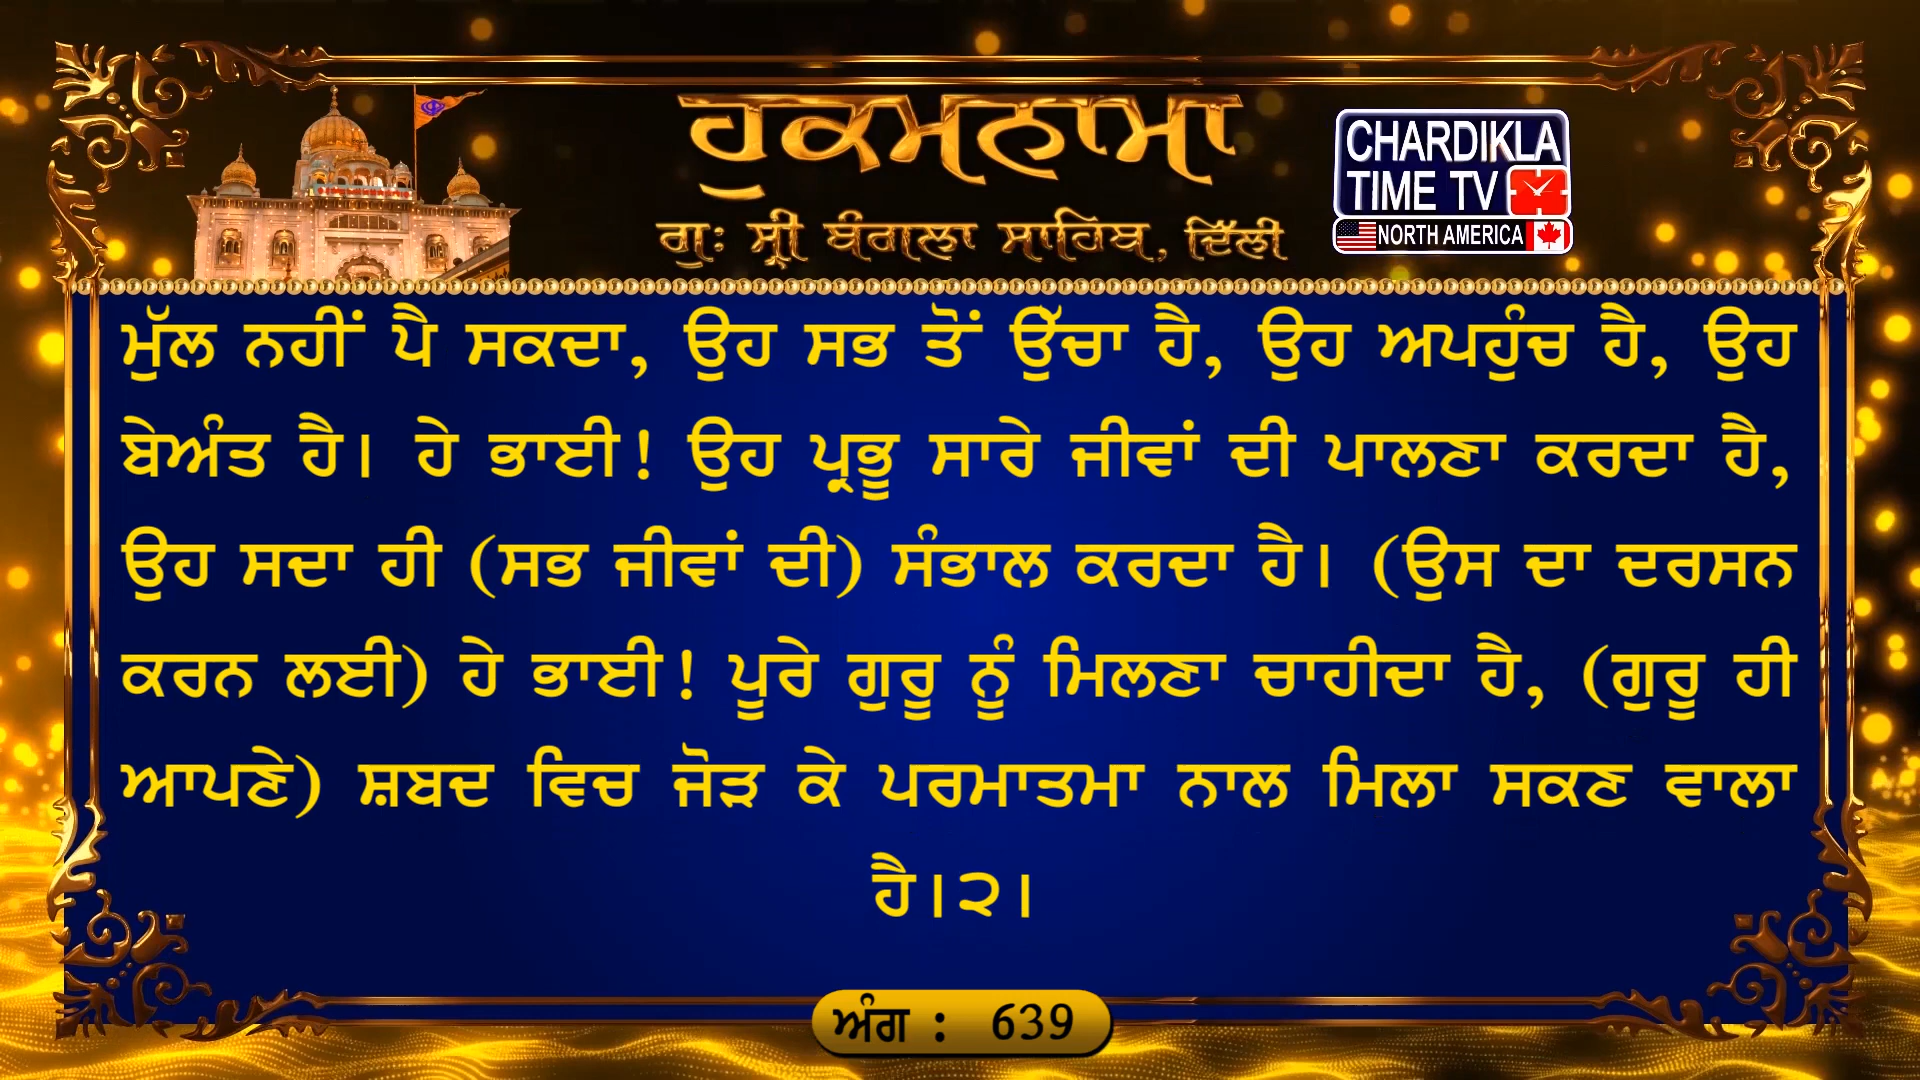 ਹੁਕਮਨਾਮਾ
ਗੁਃ ਸ੍ਰੀ ਬੰਗਲਾ ਸਾਹਿਬ, ਦਿੱਲੀ
CHARDIKLA
TIME TV
NORTH AMERICA
ਮੁੱਲ ਨਹੀਂ ਪੈ ਸਕਦਾ, ਉਹ ਸਭ ਤੋਂ ਉੱਚਾ ਹੈ, ਉਹ ਅਪਹੁੰਚ ਹੈ, ਉਹ
ਬੇਅੰਤ ਹੈ। ਹੇ ਭਾਈ! ਉਹ ਪ੍ਰਭੂ ਸਾਰੇ ਜੀਵਾਂ ਦੀ ਪਾਲਣਾ ਕਰਦਾ ਹੈ,
ਉਹ ਸਦਾ ਹੀ (ਸਭ ਜੀਵਾਂ ਦੀ) ਸੰਭਾਲ ਕਰਦਾ ਹੈ। (ਉਸ ਦਾ ਦਰਸਨ
ਕਰਨ ਲਈ) ਹੇ ਭਾਈ! ਪੂਰੇ ਗੁਰੂ ਨੂੰ ਮਿਲਣਾ ਚਾਹੀਦਾ ਹੈ, (ਗੁਰੂ ਹੀ
ਆਪਣੇ) ਸ਼ਬਦ ਵਿਚ ਜੋੜ ਕੇ ਪਰਮਾਤਮਾ ਨਾਲ ਮਿਲਾ ਸਕਣ ਵਾਲਾ
ਹੈ।੨।
ਅੰਗ : 639